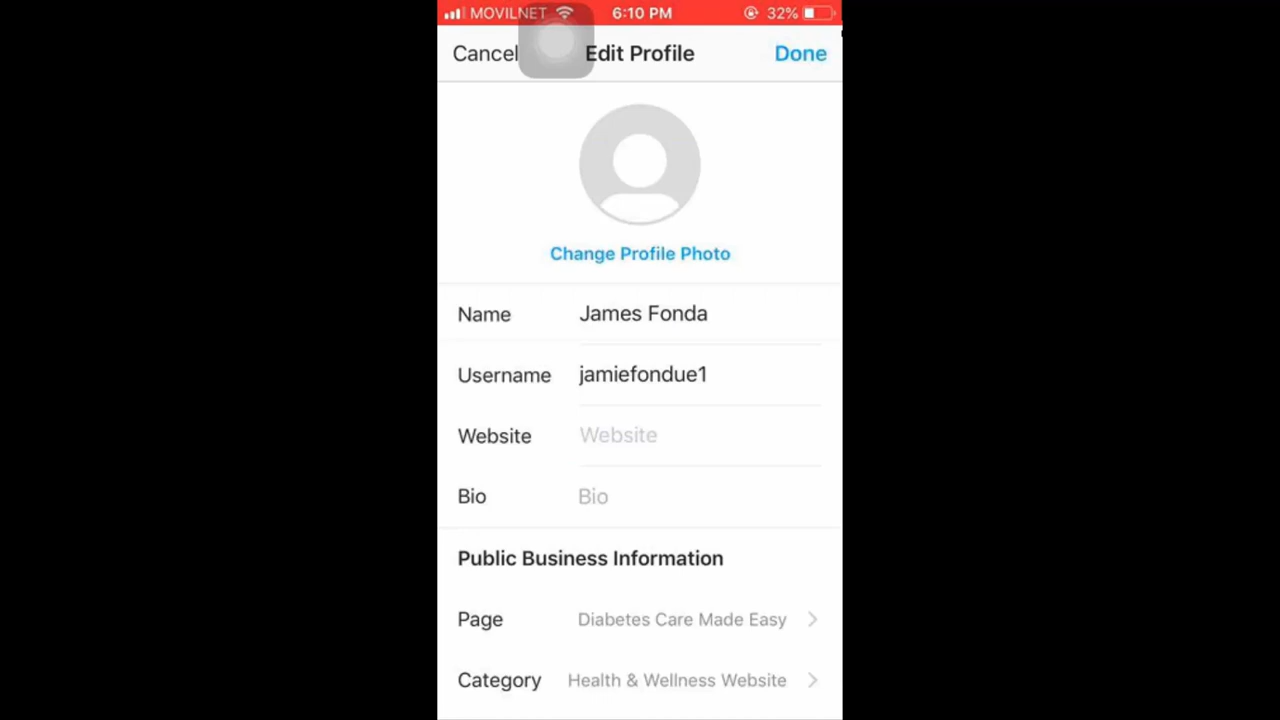 MOVILNET 6:10 PM 32%
Cancel Edit Profile Done
Change Profile Photo
Name James Fonda
Username jamiefondue1
Website Website
Bio Bio
Public Business Information
Page Diabetes Care Made Easy
Category Health & Wellness Website